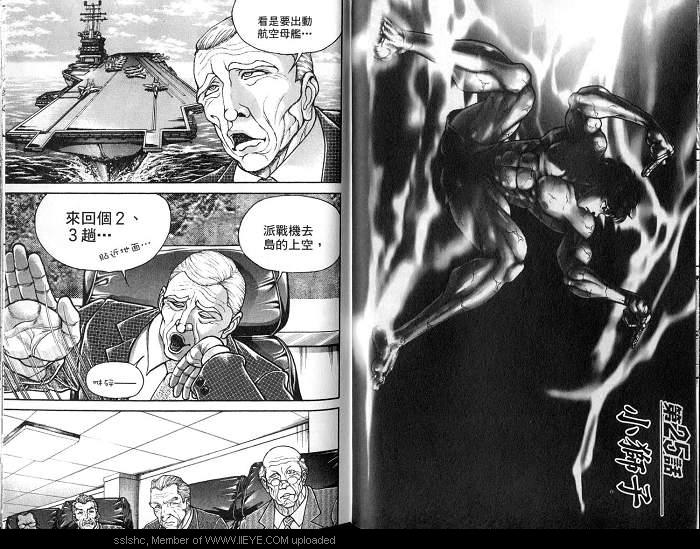 看是要出動
航空母艦…
派戰机去
島的上空，
來回個２、
３趟…
貼近地面…
咻──
第25話
小獅子
sslshc, Member of WWW.IIEYE.COM uploaded